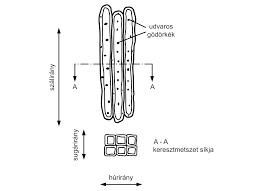 udvaros
gödörkék
szálirány
A
A
sugárirány
A - A
keresztmetszet síkja
húrirány